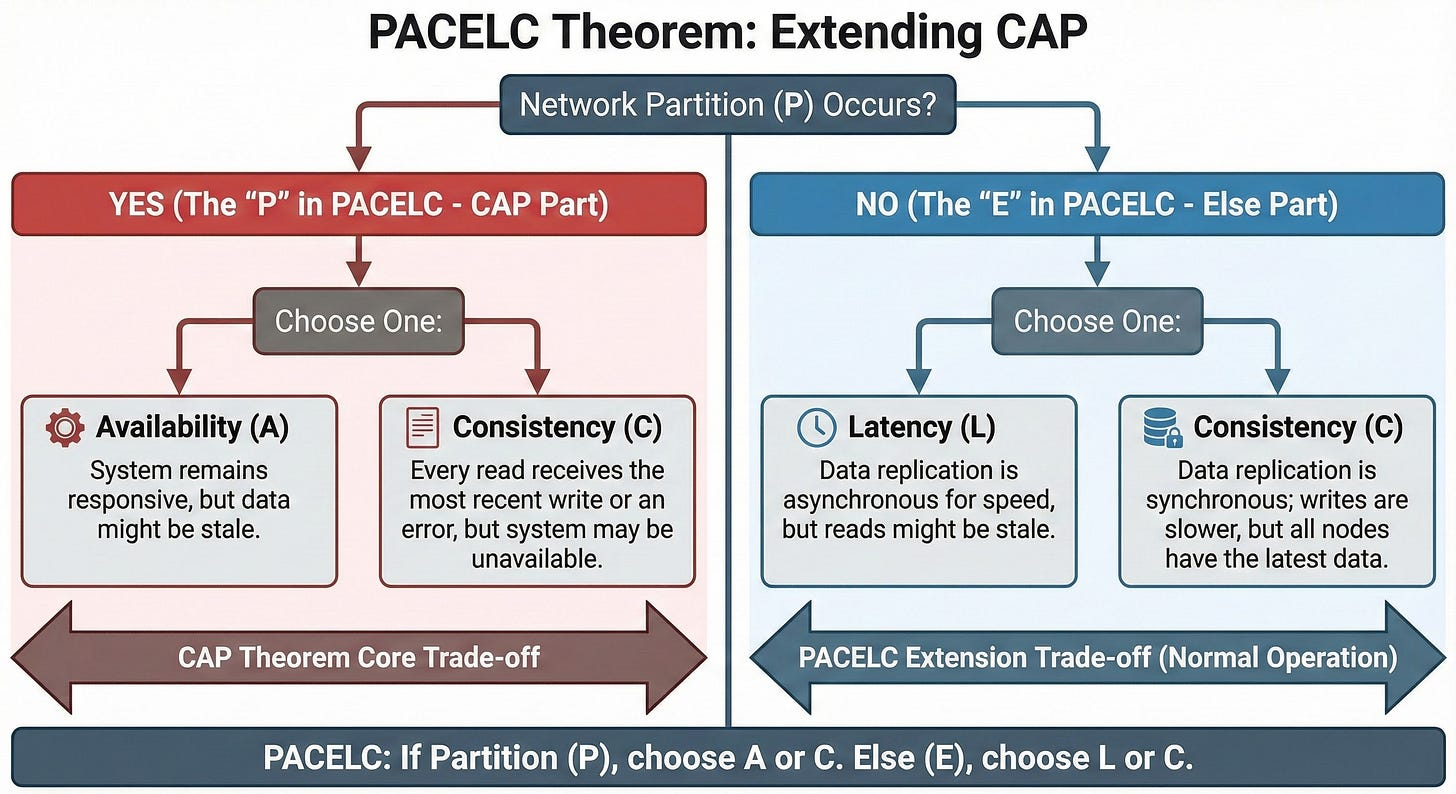 PACELC Theorem: Extending CAP
Network Partition (P) Occurs?
YES (The “P” in PACELC - CAP Part)
Choose One:
Availability (A)
System remains
responsive, but data
might be stale.
Consistency (C)
Every read receives the
most recent write or an
error, but system may be
unavailable.
CAP Theorem Core Trade-off
NO (The “E” in PACELC - Else Part)
Choose One:
Latency (L)
Data replication is
asynchronous for speed,
but reads might be stale.
Consistency (C)
Data replication is
synchronous; writes are
slower, but all nodes
have the latest data.
PACELC Extension Trade-off (Normal Operation)
PACELC: If Partition (P), choose A or C. Else (E), choose L or C.